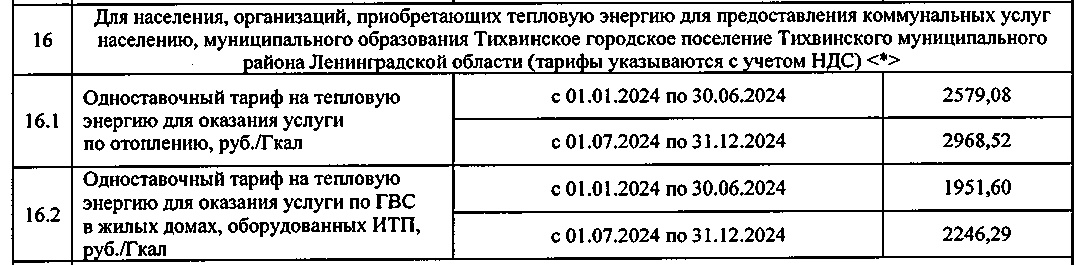 16
Для населения, организаций, приобретающих тепловую энергию для предоставления коммунальных услуг
населению, муниципального образования Тихвинское городское поселение Тихвинского муниципального
района Ленинградской области (тарифы указываются с учетом НДС) <*>
16.1
Одноставочный тариф на тепловую
энергию для оказания услуги
по отоплению, руб./Гкал
с 01.01.2024 по 30.06.2024
2579,08
с 01.07.2024 по 31.12.2024
2968,52
16.2
Одноставочный тариф на тепловую
энергию для оказания услуги по ГВС
в жилых домах, оборудованных ИТП,
руб./Гкал
с 01.01.2024 по 30.06.2024
1951,60
с 01.07.2024 по 31.12.2024
2246,29